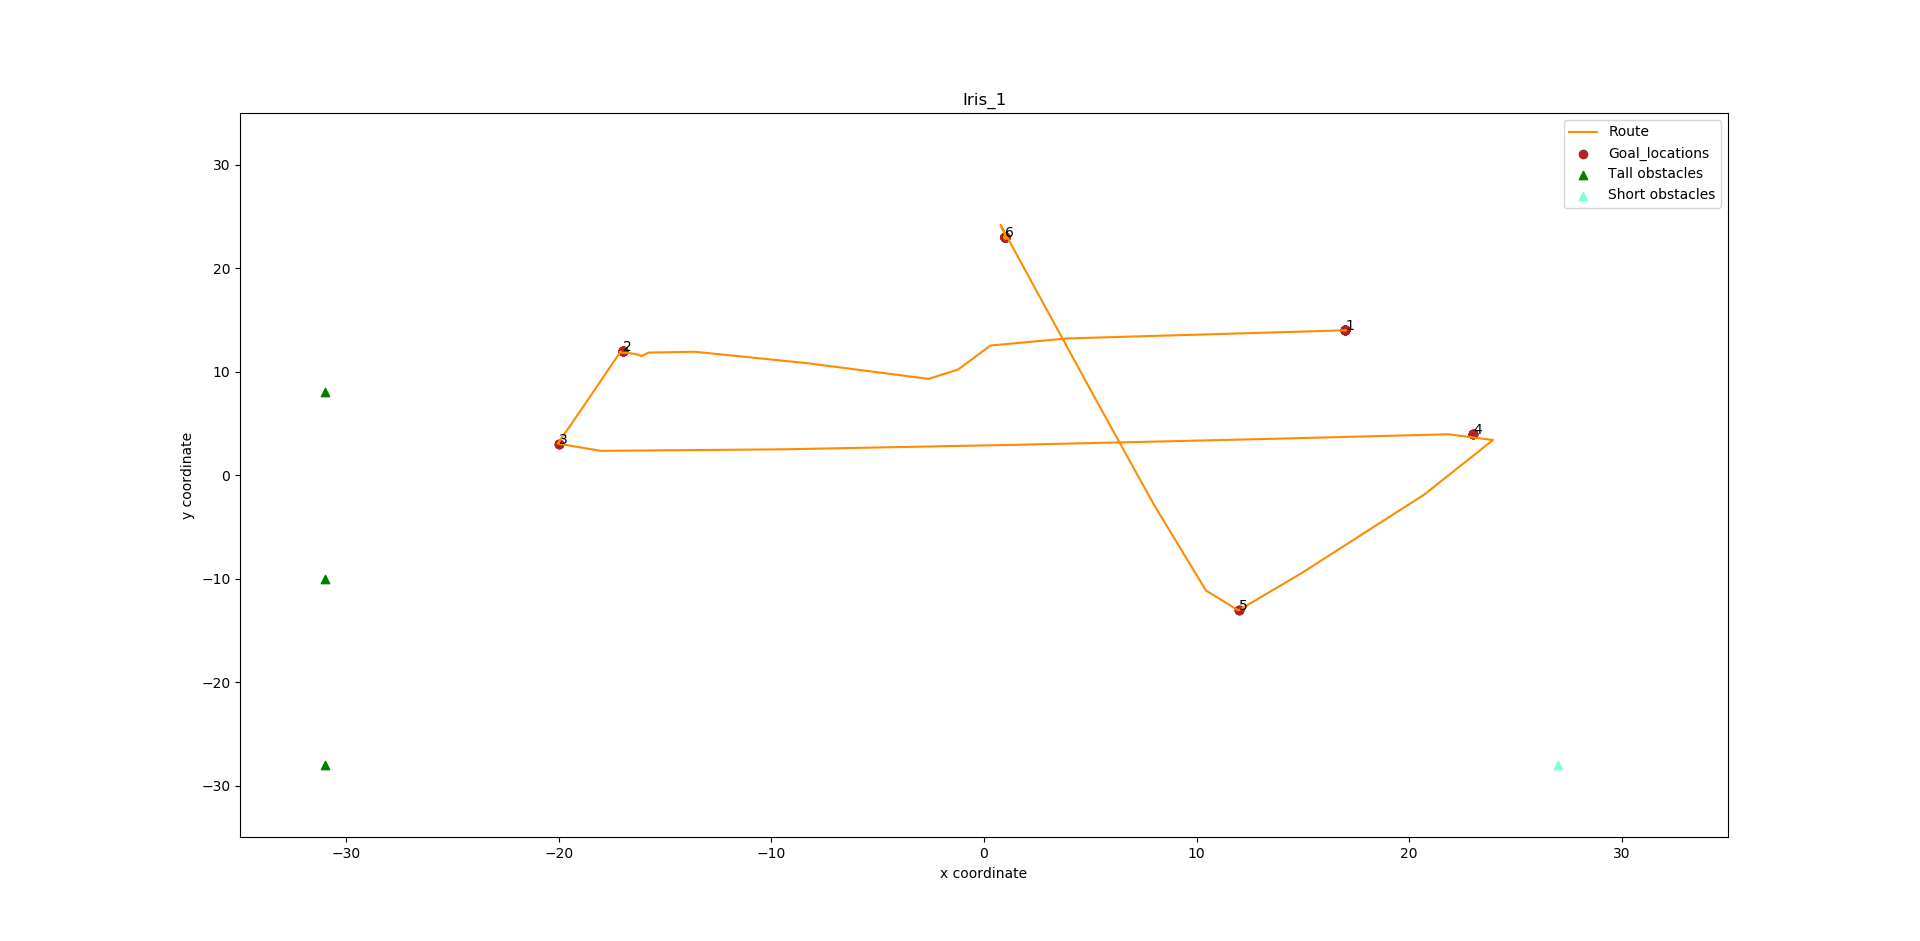 Iris_1
Route
Goal_locations
Tall obstacles
Short obstacles
30
20
10
0
−10
−20
−30
y coordinate
6
1
2
3
4
5
−30
−20
−10
0
10
20
30
x coordinate